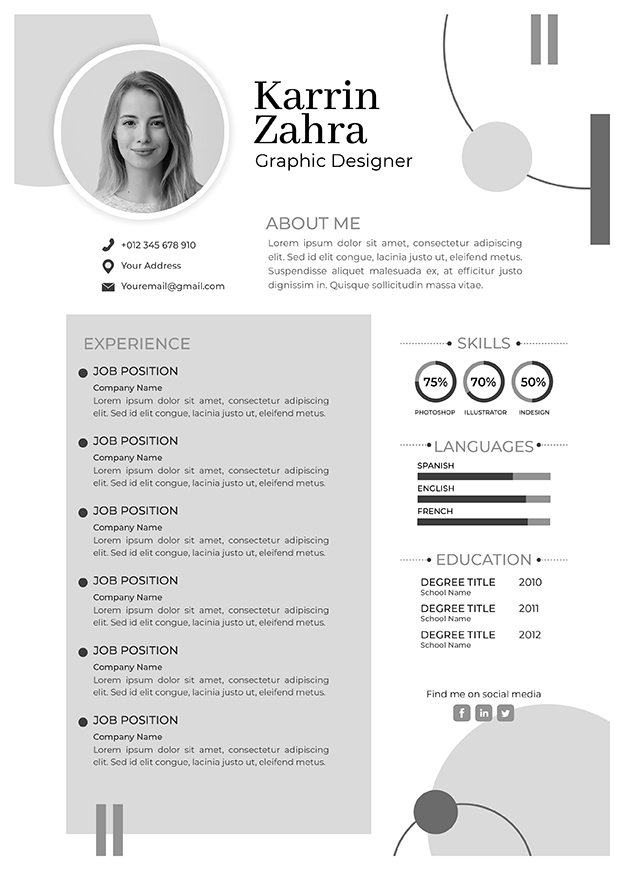 Karrin
Zahra
Graphic Designer
+012 345 678 910
Your Address
Youremail@gmail.com
ABOUT ME
Lorem ipsum dolor sit amet, consectetur adipiscing
elit. Sed id elit congue, lacinia justo ut, eleifend metus.
Suspendisse aliquet malesuada ex, at efficitur justo
dignissim in. Quisque sollicitudin massa vitae.
EXPERIENCE
JOB POSITION
Company Name
Lorem ipsum dolor sit amet, consectetur adipiscing
elit. Sed id elit congue, lacinia justo ut, eleifend metus.
JOB POSITION
Company Name
Lorem ipsum dolor sit amet, consectetur adipiscing
elit. Sed id elit congue, lacinia justo ut, eleifend metus.
JOB POSITION
Company Name
Lorem ipsum dolor sit amet, consectetur adipiscing
elit. Sed id elit congue, lacinia justo ut, eleifend metus.
JOB POSITION
Company Name
Lorem ipsum dolor sit amet, consectetur adipiscing
elit. Sed id elit congue, lacinia justo ut, eleifend metus.
JOB POSITION
Company Name
Lorem ipsum dolor sit amet, consectetur adipiscing
elit. Sed id elit congue, lacinia justo ut, eleifend metus.
JOB POSITION
Company Name
Lorem ipsum dolor sit amet, consectetur adipiscing
elit. Sed id elit congue, lacinia justo ut, eleifend metus.
SKILLS
75% 70% 50%
PHOTOSHOP ILLUSTRATOR INDESIGN
LANGUAGES
SPANISH
ENGLISH
FRENCH
EDUCATION
DEGREE TITLE 2010
School Name
DEGREE TITLE 2011
School Name
DEGREE TITLE 2012
School Name
Find me on social media